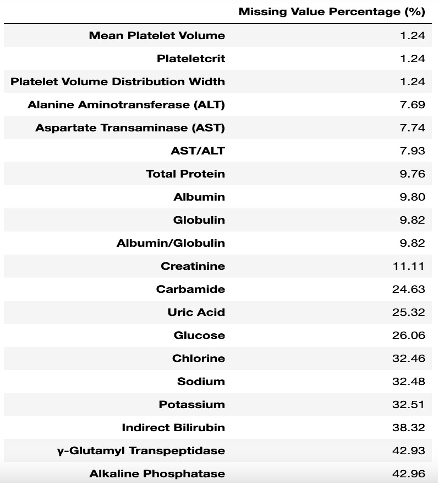 Missing Value Percentage (%)
Mean Platelet Volume 1.24
Plateletcrit 1.24
Platelet Volume Distribution Width 1.24
Alanine Aminotransferase (ALT) 7.69
Aspartate Transaminase (AST) 7.74
AST/ALT 7.93
Total Protein 9.76
Albumin 9.80
Globulin 9.82
Albumin/Globulin 9.82
Creatinine 11.11
Carbamide 24.63
Uric Acid 25.32
Glucose 26.06
Chlorine 32.46
Sodium 32.48
Potassium 32.51
Indirect Bilirubin 38.32
γ-Glutamyl Transpeptidase 42.93
Alkaline Phosphatase 42.96